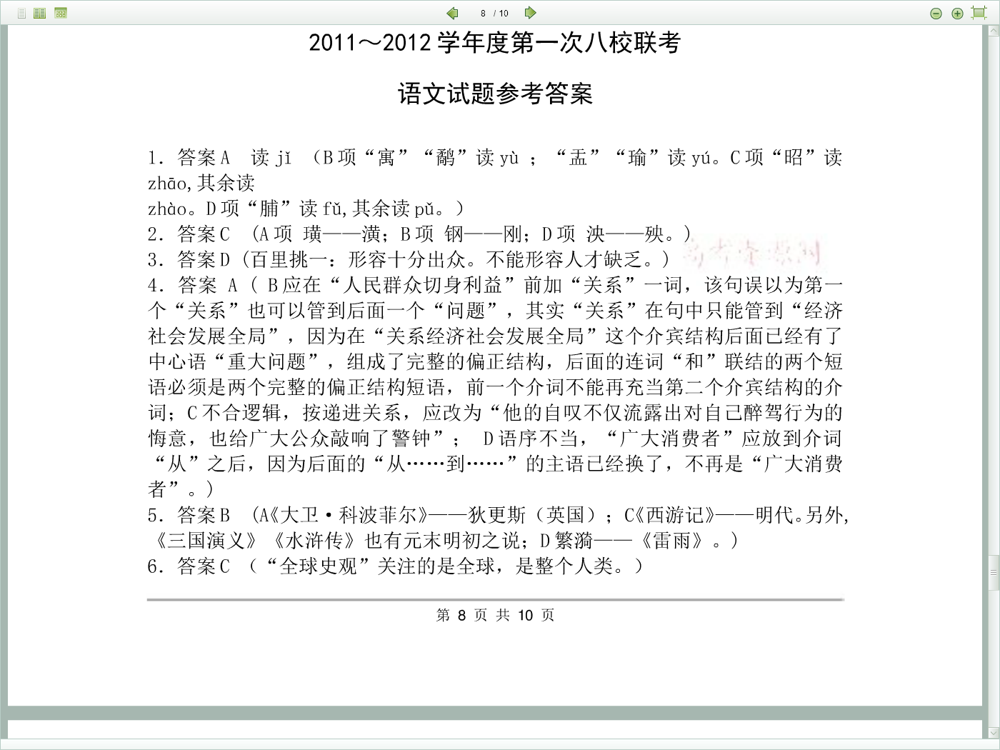 8 / 10
2011～2012 学年度第一次八校联考
语文试题参考答案
1. 答案 A 读 jǐ （B 项“寓”“鹬”读 yù ；“盂”“瑜”读 yú。C 项“昭”读
zhāo,其余读
zhào。D 项“脯”读 fǔ,其余读 pǔ。）
2. 答案 C (A 项 璜——潢；B 项 钢——刚；D 项 泱——殃。)
3. 答案 D (百里挑一：形容十分出众。不能形容人才缺乏。)
4. 答案 A ( B 应在“人民群众切身利益”前加“关系”一词，该句误以为第一
个“关系”也可以管到后面一个“问题”，其实“关系”在句中只能管到“经济
社会发展全局”，因为在“关系经济社会发展全局”这个介宾结构后面已经有了
中心语“重大问题”，组成了完整的偏正结构，后面的连词“和”联结的两个短
语必须是两个完整的偏正结构短语，前一个介词不能再充当第二个介宾结构的介
词；C 不合逻辑，按递进关系，应改为“他的自叹不仅流露出对自己醉驾行为的
悔意，也给广大公众敲响了警钟”； D 语序不当，“广大消费者”应放到介词
“从”之后，因为后面的“从……到……”的主语已经换了，不再是“广大消费
者”。)
5. 答案 B (A《大卫·科波菲尔》——狄更斯（英国）；C《西游记》——明代。另外,
《三国演义》《水浒传》也有元末明初之说；D 繁漪——《雷雨》。)
6. 答案 C （“全球史观”关注的是全球，是整个人类。）
第 8 页 共 10 页